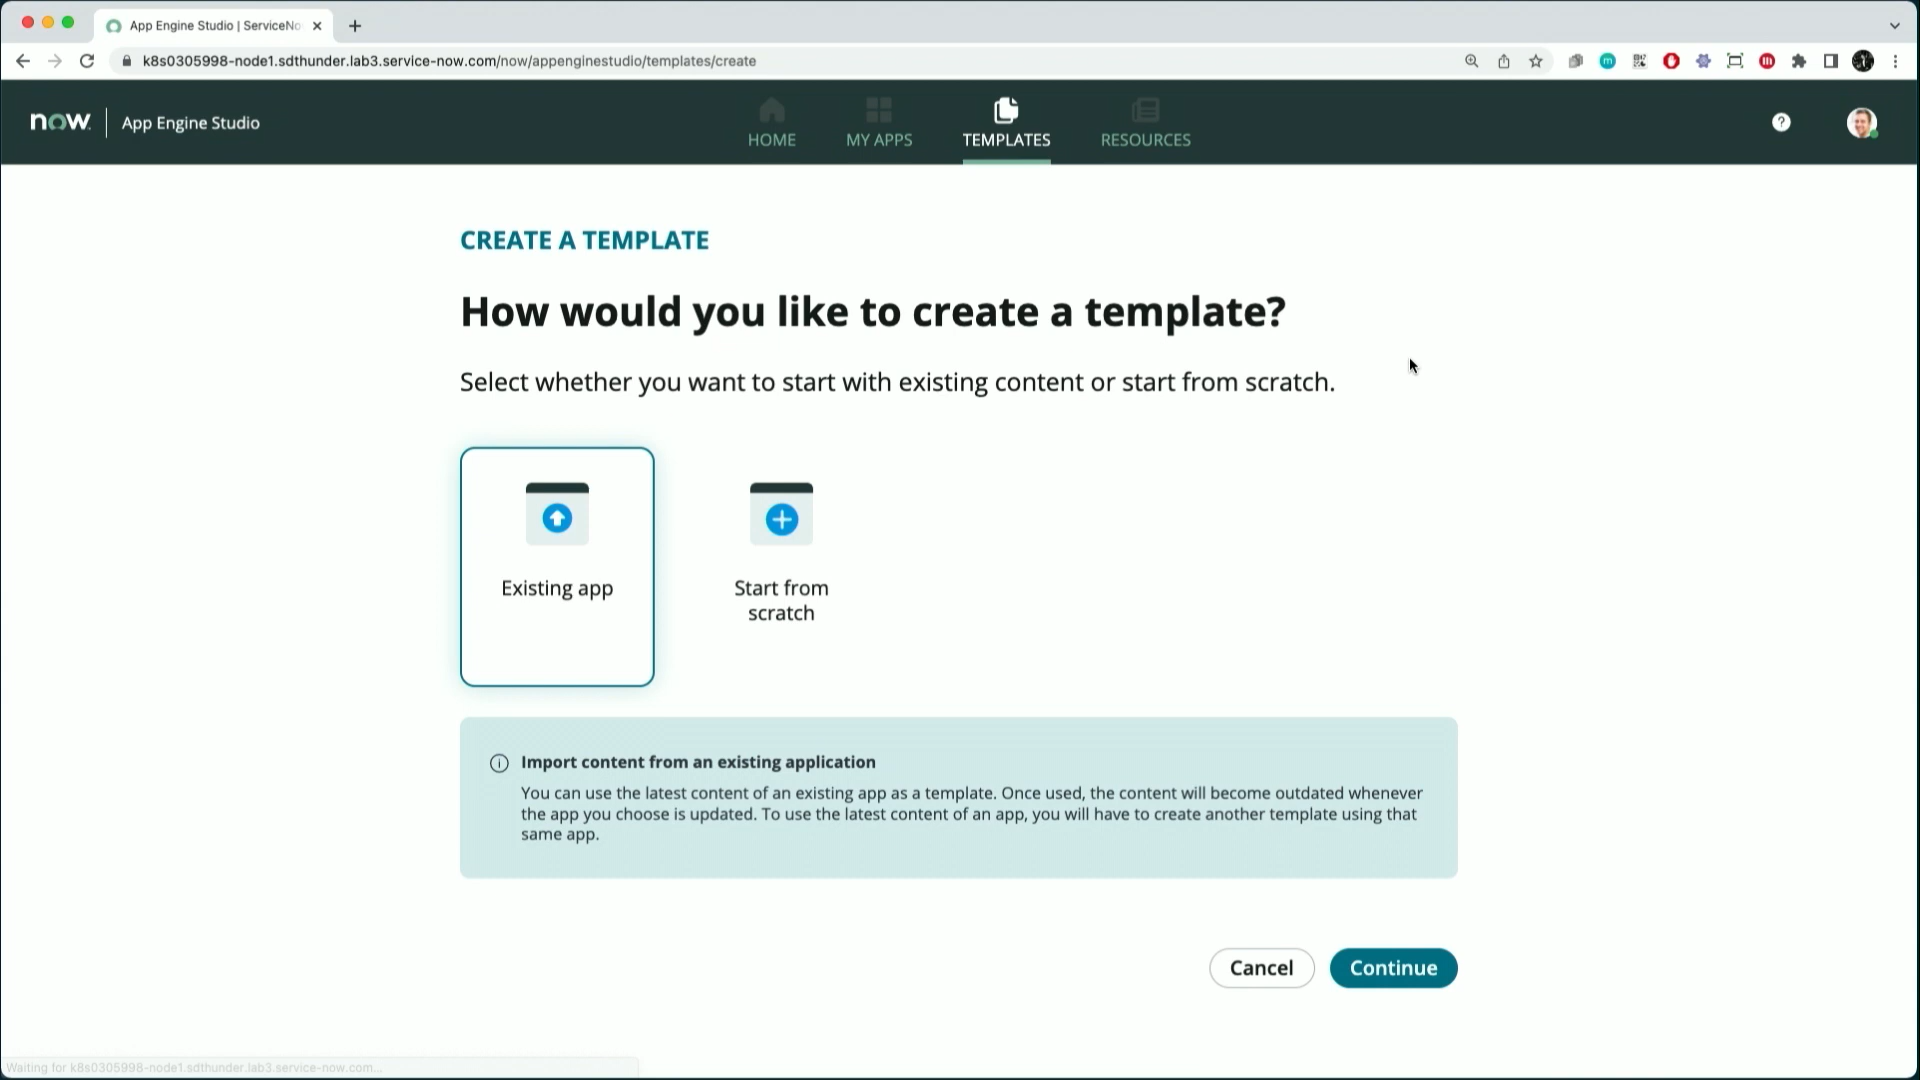 App Engine Studio | ServiceNo
k8s0305998-node1.sdthunder.lab3.service-now.com/now/appenginestudio/templates/create
now. App Engine Studio
HOME
MY APPS
TEMPLATES
RESOURCES
CREATE A TEMPLATE
How would you like to create a template?
Select whether you want to start with existing content or start from scratch.
Existing app
Start from
scratch
Import content from an existing application
You can use the latest content of an existing app as a template. Once used, the content will become outdated whenever
the app you choose is updated. To use the latest content of an app, you will have to create another template using that
same app.
Cancel
Continue
Waiting for k8s0305998-node1.sdthunder.lab3.service-now.com...